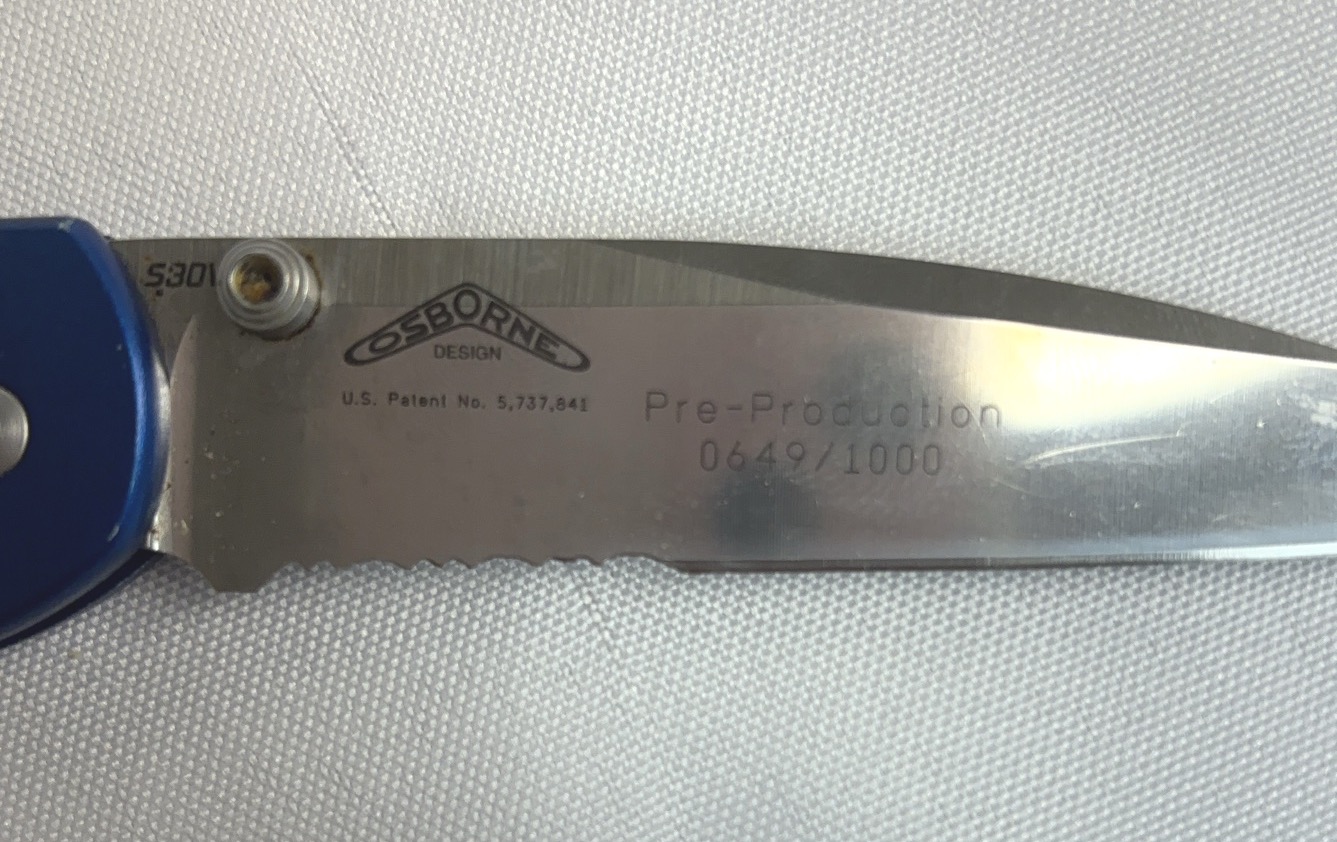 S30V
OSBORNE
DESIGN
U.S. Patent No. 5,737,841
Pre-Production
0649/1000